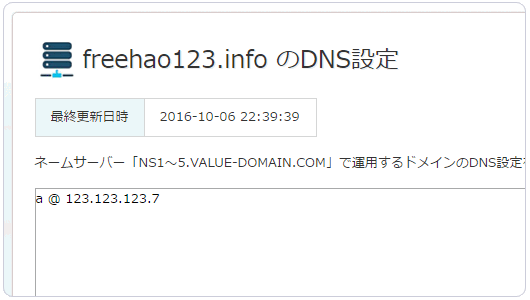 freehao123.info のDNS設定
最終更新日時 2016-10-06 22:39:39
ネームサーバー「NS1～5.VALUE-DOMAIN.COM」で運用するドメインのDNS設定
a @ 123.123.123.7